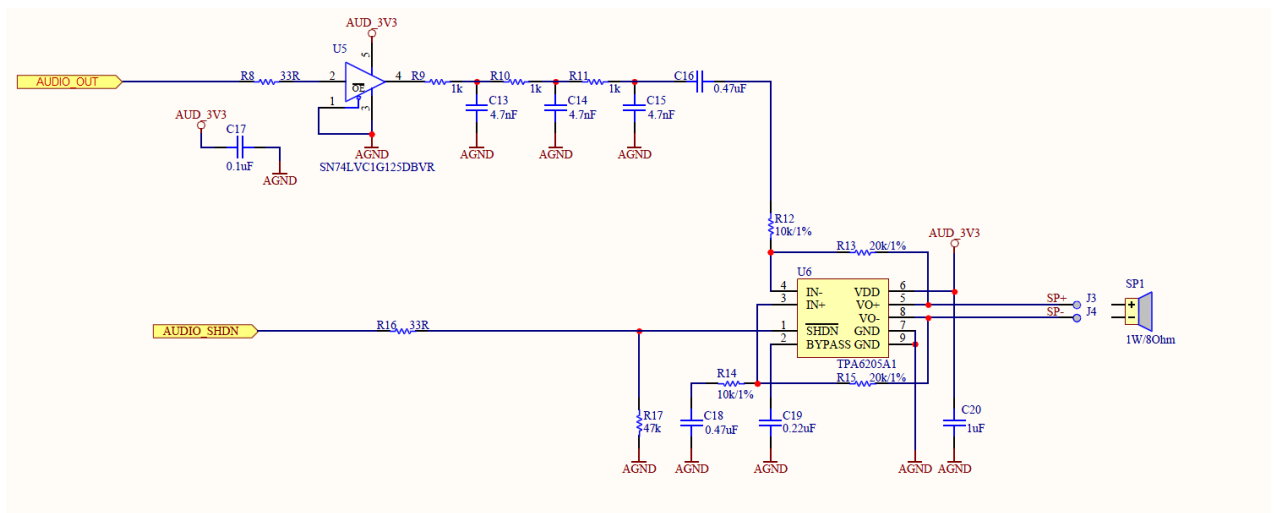 AUD_3V3
U5
5
AUDIO_OUT
R8 33R
2
4
R9
1k
R10
1k
R11
1k
C16
0.47uF
OE
1
3
C13
4.7nF
C14
4.7nF
C15
4.7nF
AUD_3V3
C17
0.1uF
AGND
AGND
SN74LVC1G125DBVR
AGND
AGND
AGND
R12
10k/1%
R13 20k/1%
AUD_3V3
U6
4 IN- VDD 6
3 IN+ VO+ 5
VO- 8
1 SHDN GND 7
2 BYPASS GND 9
TPA6205A1
SP+ J3
SP- J4
SP1
1W/8Ohm
AUDIO_SHDN
R16 33R
R14
10k/1%
R15 20k/1%
R17
47k
C18
0.47uF
C19
0.22uF
C20
1uF
AGND
AGND
AGND
AGND
AGND